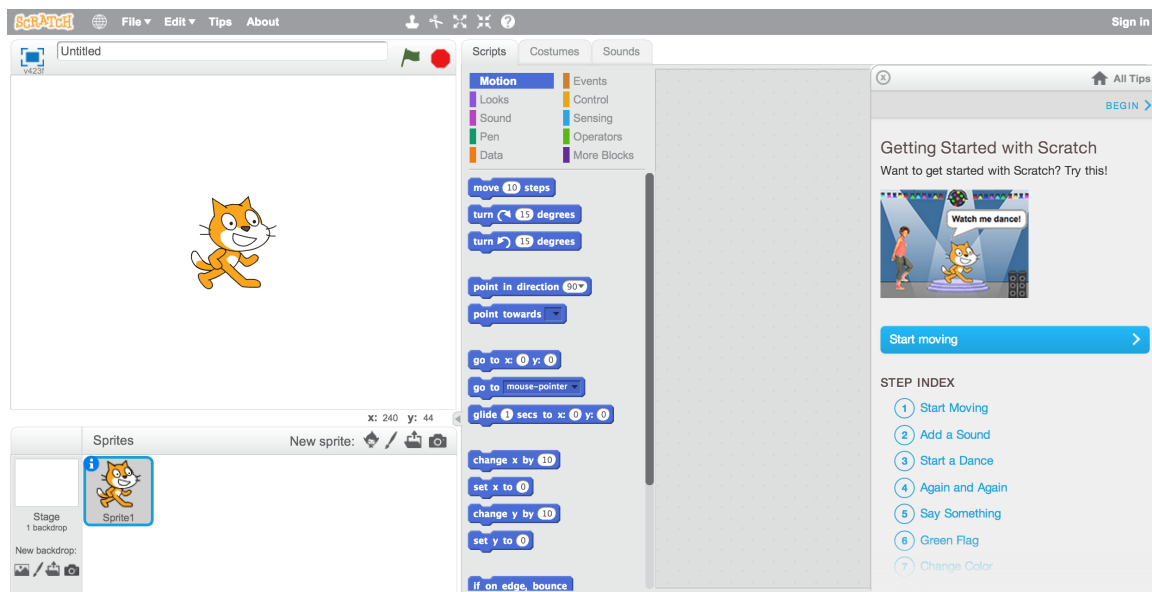 SCRATCH File Edit Tips About Sign in
v423f
Untitled
x: 240 y: 44
Sprites New sprite:
Stage
1 backdrop
New backdrop:
Sprite1
Scripts Costumes Sounds
Motion Events
Looks Control
Sound Sensing
Pen Operators
Data More Blocks
move 10 steps
turn 15 degrees
turn 15 degrees
point in direction 90
point towards
go to x: 0 y: 0
go to mouse-pointer
glide 1 secs to x: 0 y: 0
change x by 10
set x to 0
change y by 10
set y to 0
if on edge, bounce
All Tips
BEGIN
Getting Started with Scratch
Want to get started with Scratch? Try this!
Watch me dance!
Start moving
STEP INDEX
1 Start Moving
2 Add a Sound
3 Start a Dance
4 Again and Again
5 Say Something
6 Green Flag
7 Change Color